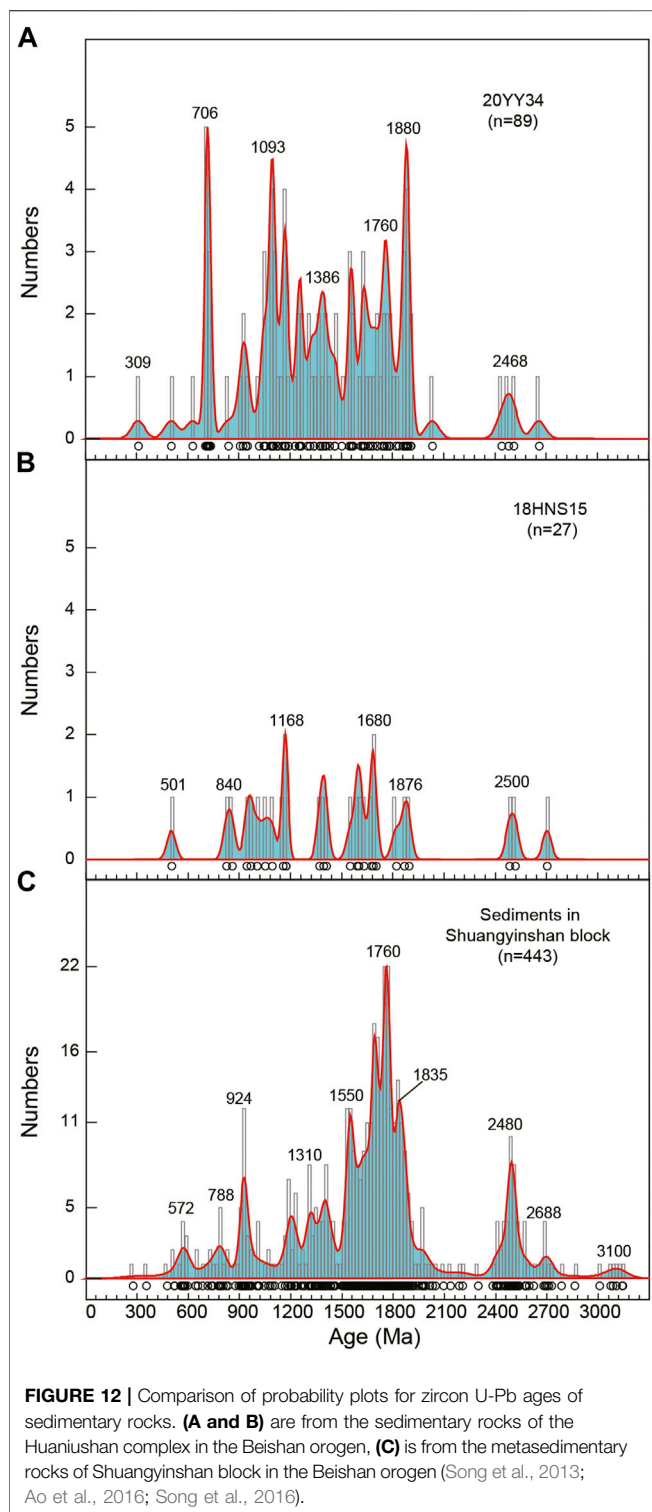 A
20YY34
(n=89)
706
1093
1880
1760
1386
309
2468
Numbers
5
4
3
2
1
0
B
18HNS15
(n=27)
501
840
1168
1680
1876
2500
Numbers
5
4
3
2
1
0
C
Sediments in
Shuangyinshan block
(n=443)
1760
1835
1550
924
1310
2480
572
788
2688
3100
Numbers
22
16
11
5
0
0 300 600 900 1200 1500 1800 2100 2400 2700 3000
Age (Ma)
FIGURE 12 | Comparison of probability plots for zircon U-Pb ages of
sedimentary rocks. (A and B) are from the sedimentary rocks of the
Huaniushan complex in the Beishan orogen, (C) is from the metasedimentary
rocks of Shuangyinshan block in the Beishan orogen (Song et al., 2013;
Ao et al., 2016; Song et al., 2016).